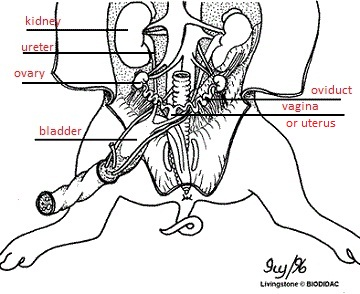 kidney
ureter
ovary
oviduct
vagina
or uterus
bladder
Livingstone © BIODIDAC